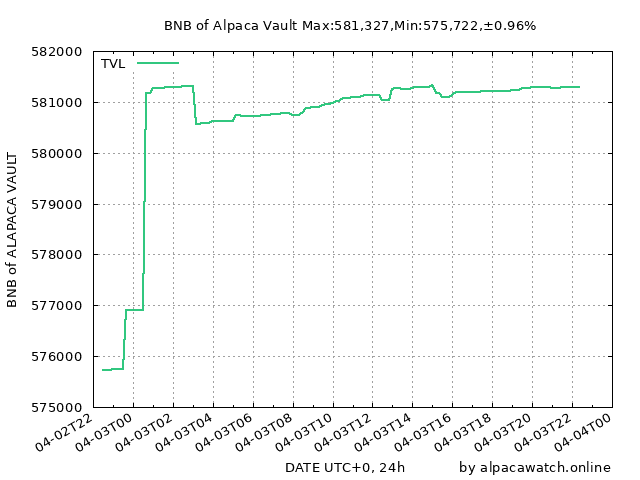 BNB of Alpaca Vault Max:581,327,Min:575,722,±0.96%
TVL
BNB of ALAPACA VAULT
582000
581000
580000
579000
578000
577000
576000
575000
04-02T22
04-03T00
04-03T02
04-03T04
04-03T06
04-03T08
04-03T10
04-03T12
04-03T14
04-03T16
04-03T18
04-03T20
04-03T22
04-04T00
DATE UTC+0, 24h
by alpacawatch.online